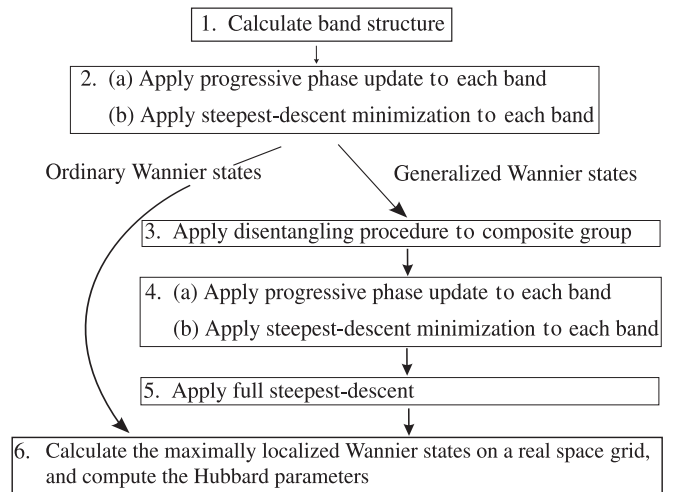 1. Calculate band structure
2. (a) Apply progressive phase update to each band
(b) Apply steepest-descent minimization to each band
Ordinary Wannier states
Generalized Wannier states
3. Apply disentangling procedure to composite group
4. (a) Apply progressive phase update to each band
(b) Apply steepest-descent minimization to each band
5. Apply full steepest-descent
6. Calculate the maximally localized Wannier states on a real space grid,
and compute the Hubbard parameters